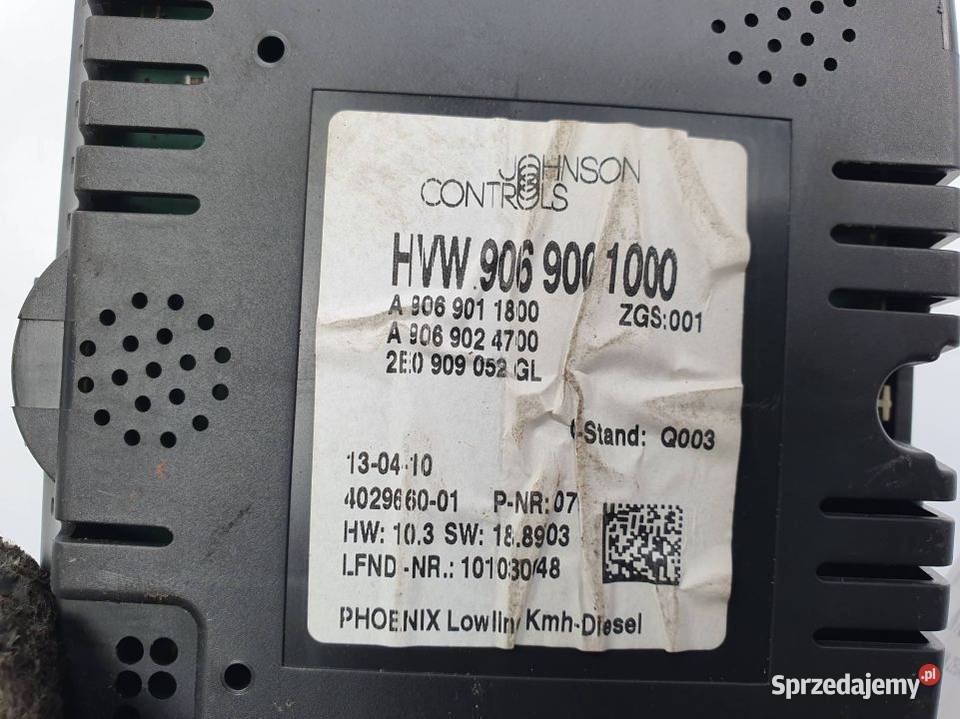 JOHNSON
CONTROLS
HVW 906 900 1000
A 906 901 1800 ZGS:001
A 906 902 4700
2E0 909 052 GL
-Stand: Q003
13-04-10
4029660-01 P-NR: 07
HW: 10.3 SW: 18.8903
LFND -NR.: 10103048
PHOENIX Lowlin Kmh-Diesel
Sprzedajemy.pl